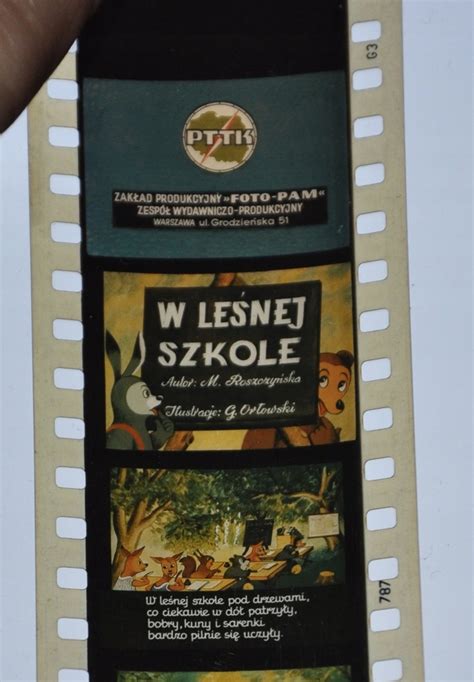 G3
PTTK
ZAKŁAD PRODUKCYJNY »FOTO-PAM«
ZESPÓŁ WYDAWNICZO-PRODUKCYJNY
WARSZAWA ul. Grodzieńska 51
W LEŚNEJ
SZKOLE
Autor: M. Roszczyńska
Ilustracje: G. Orłowski
W leśnej szkole pod drzewami,
co ciekawie w dół patrzyły,
bobry, kuny i sarenki
bardzo pilnie się uczyły.
787